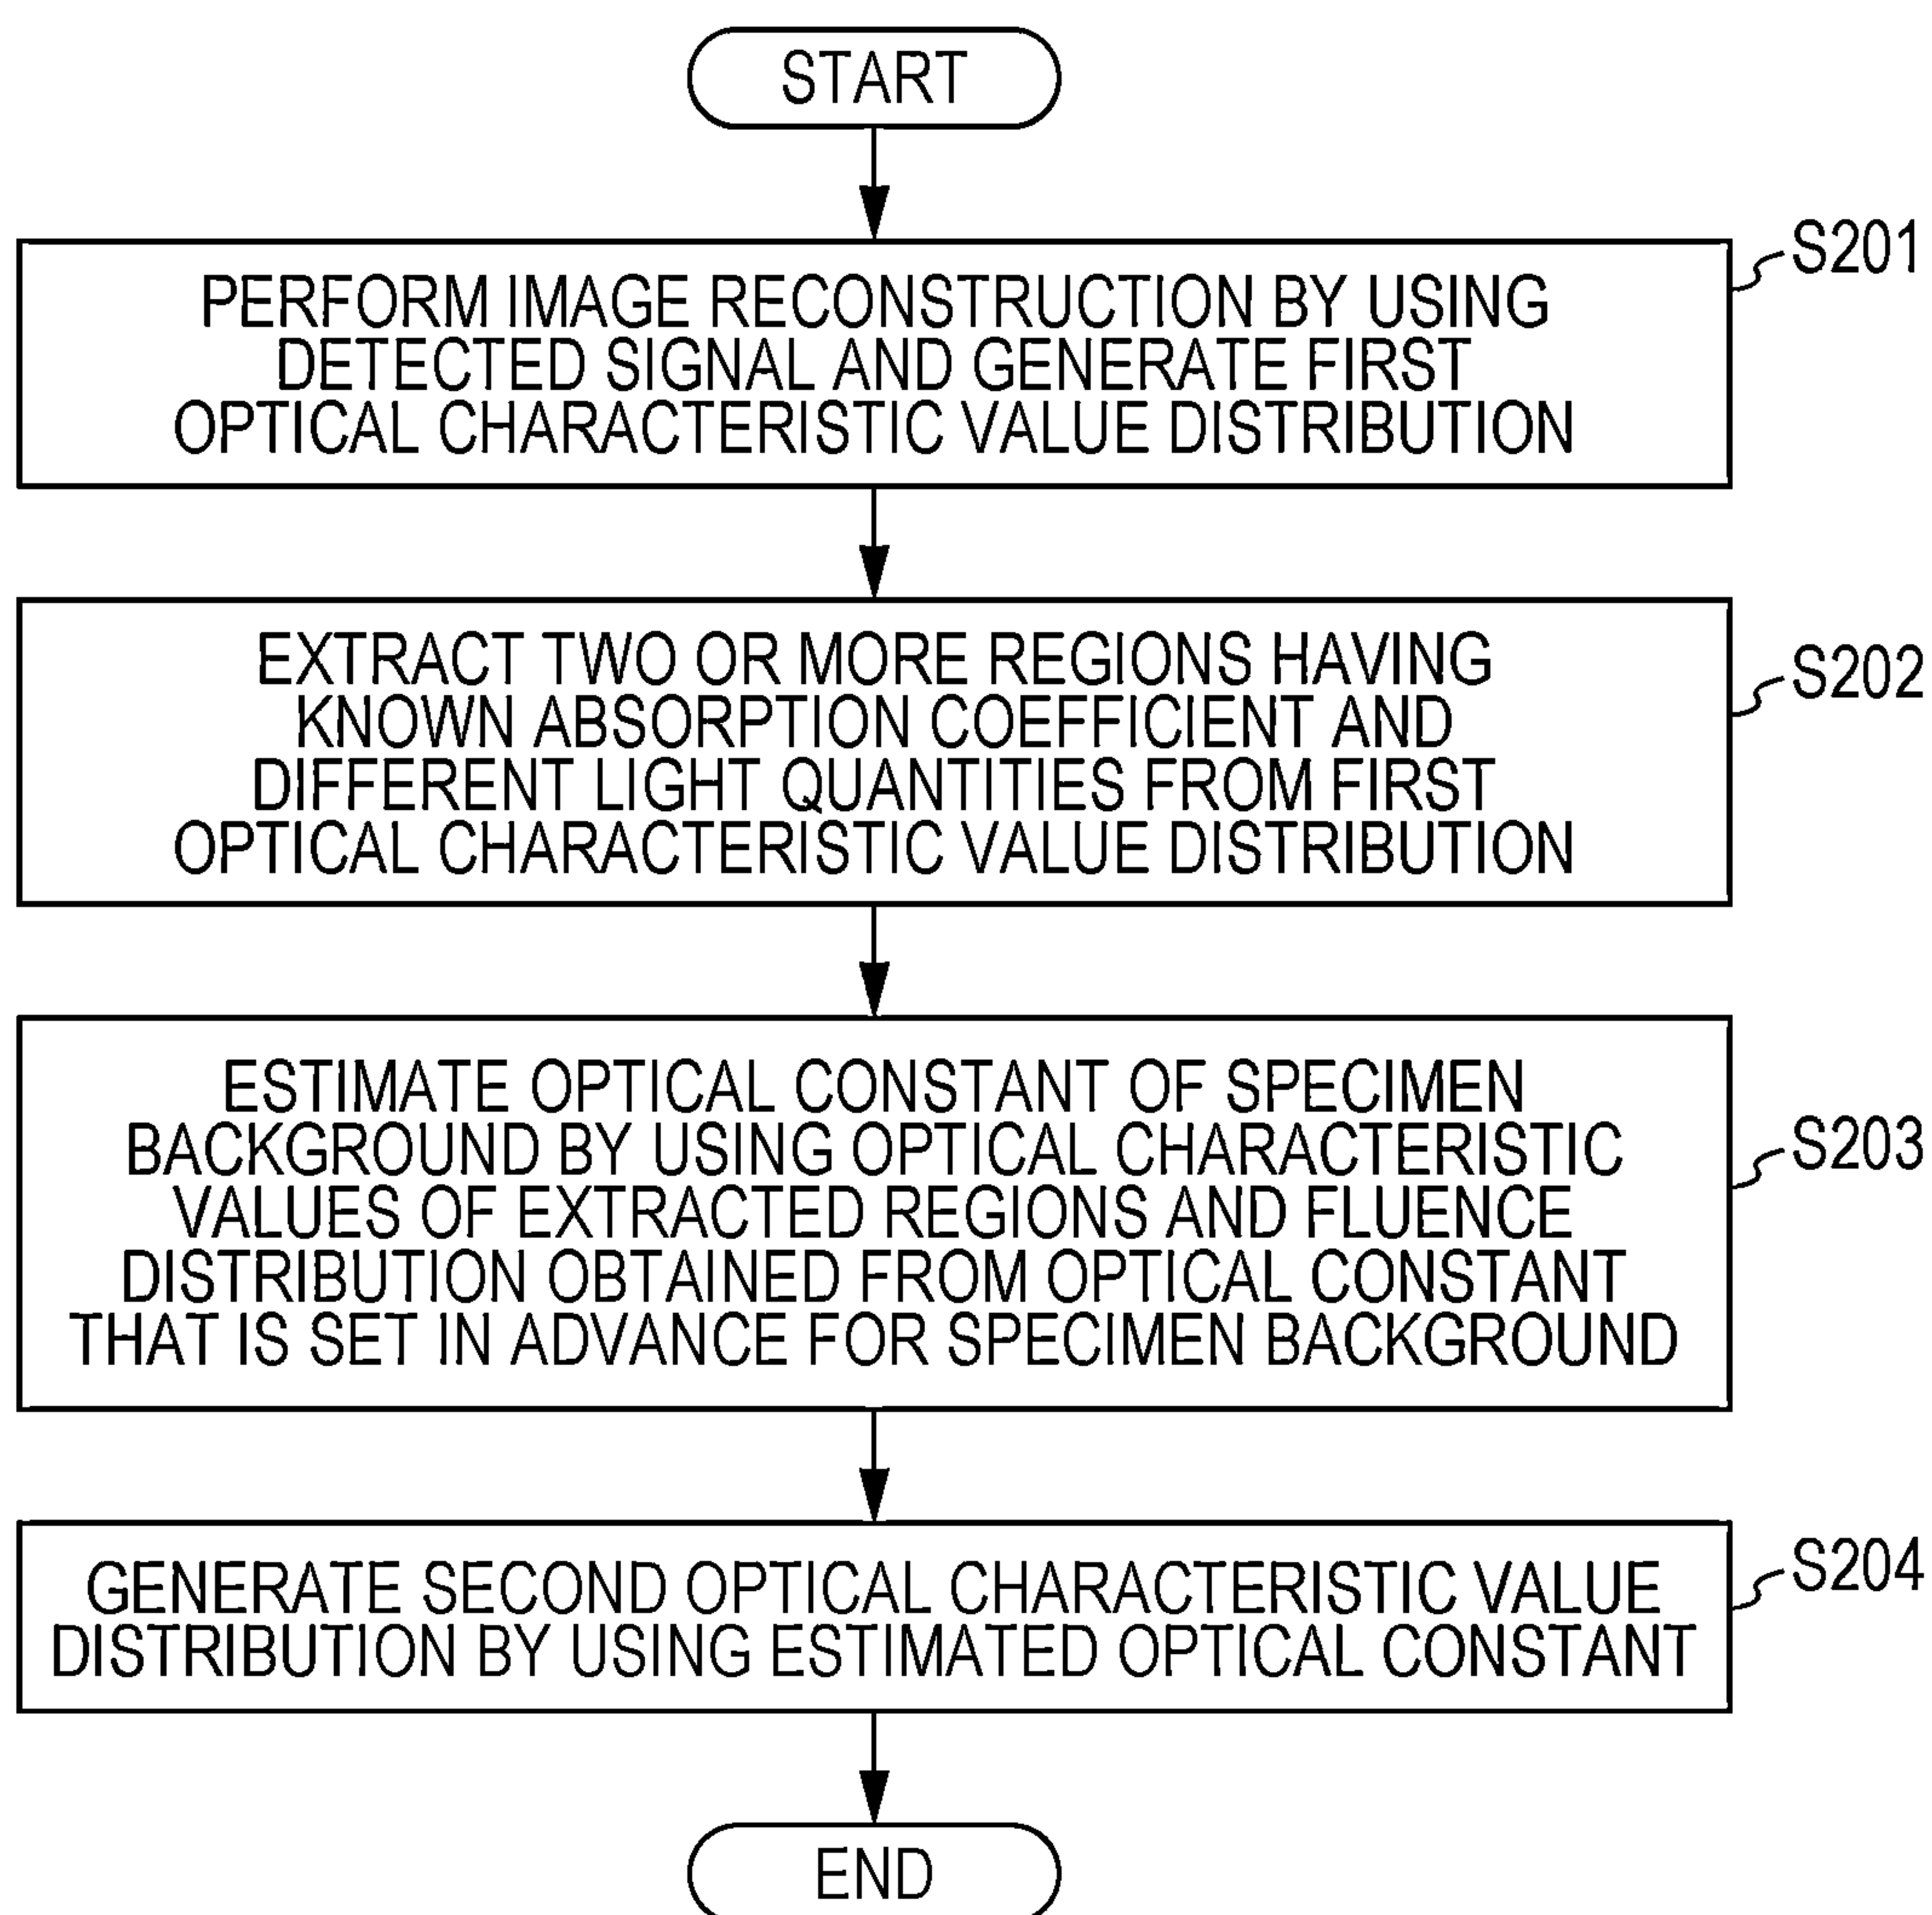 START
S201
PERFORM IMAGE RECONSTRUCTION BY USING
DETECTED SIGNAL AND GENERATE FIRST
OPTICAL CHARACTERISTIC VALUE DISTRIBUTION
S202
EXTRACT TWO OR MORE REGIONS HAVING
KNOWN ABSORPTION COEFFICIENT AND
DIFFERENT LIGHT QUANTITIES FROM FIRST
OPTICAL CHARACTERISTIC VALUE DISTRIBUTION
S203
ESTIMATE OPTICAL CONSTANT OF SPECIMEN
BACKGROUND BY USING OPTICAL CHARACTERISTIC
VALUES OF EXTRACTED REGIONS AND FLUENCE
DISTRIBUTION OBTAINED FROM OPTICAL CONSTANT
THAT IS SET IN ADVANCE FOR SPECIMEN BACKGROUND
S204
GENERATE SECOND OPTICAL CHARACTERISTIC VALUE
DISTRIBUTION BY USING ESTIMATED OPTICAL CONSTANT
END